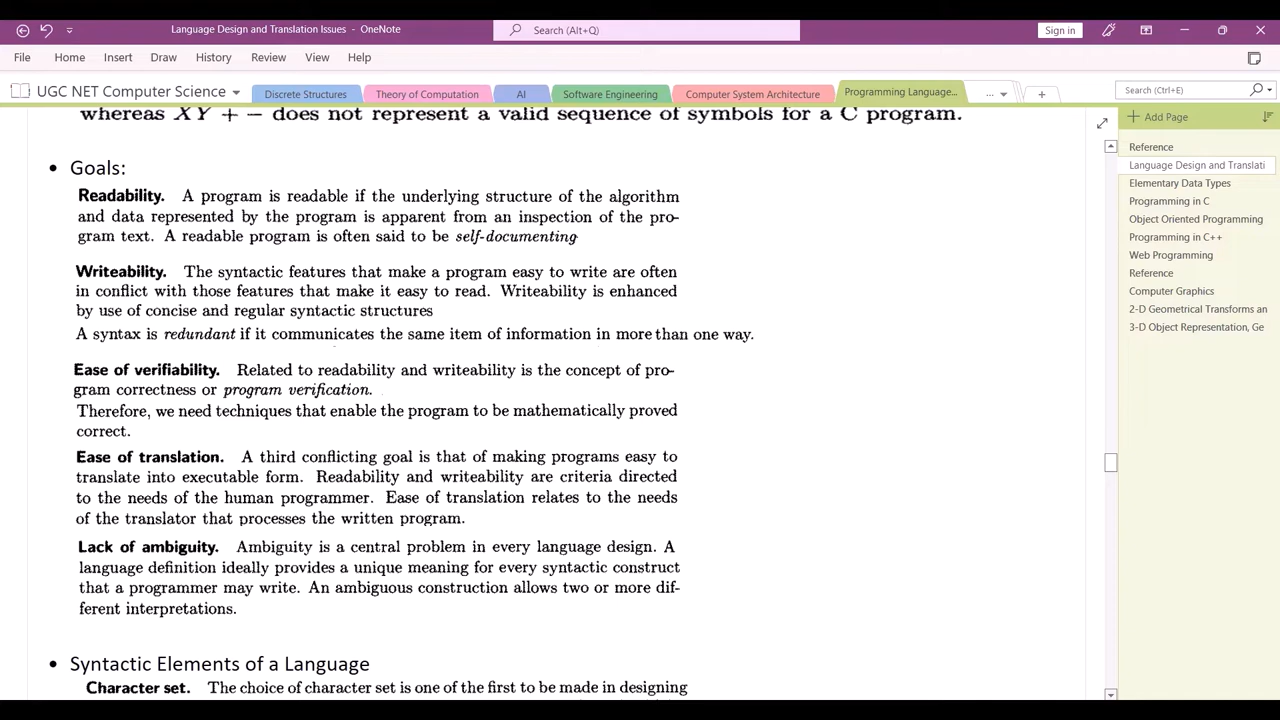 Language Design and Translation Issues - OneNote
Search (Alt+Q)
Sign in
File Home Insert Draw History Review View Help
UGC NET Computer Science
Discrete Structures Theory of Computation AI Software Engineering Computer System Architecture Programming Language... ...
Search (Ctrl+E)
whereas XY + − does not represent a valid sequence of symbols for a C program.
• Goals:
Readability. A program is readable if the underlying structure of the algorithm
and data represented by the program is apparent from an inspection of the pro-
gram text. A readable program is often said to be self-documenting
Writeability. The syntactic features that make a program easy to write are often
in conflict with those features that make it easy to read. Writeability is enhanced
by use of concise and regular syntactic structures
A syntax is redundant if it communicates the same item of information in more than one way.
Ease of verifiability. Related to readability and writeability is the concept of pro-
gram correctness or program verification.
Therefore, we need techniques that enable the program to be mathematically proved
correct.
Ease of translation. A third conflicting goal is that of making programs easy to
translate into executable form. Readability and writeability are criteria directed
to the needs of the human programmer. Ease of translation relates to the needs
of the translator that processes the written program.
Lack of ambiguity. Ambiguity is a central problem in every language design. A
language definition ideally provides a unique meaning for every syntactic construct
that a programmer may write. An ambiguous construction allows two or more dif-
ferent interpretations.
• Syntactic Elements of a Language
Character set. The choice of character set is one of the first to be made in designing
Add Page
Reference
Language Design and Translati
Elementary Data Types
Programming in C
Object Oriented Programming
Programming in C++
Web Programming
Reference
Computer Graphics
2-D Geometrical Transforms an
3-D Object Representation, Ge